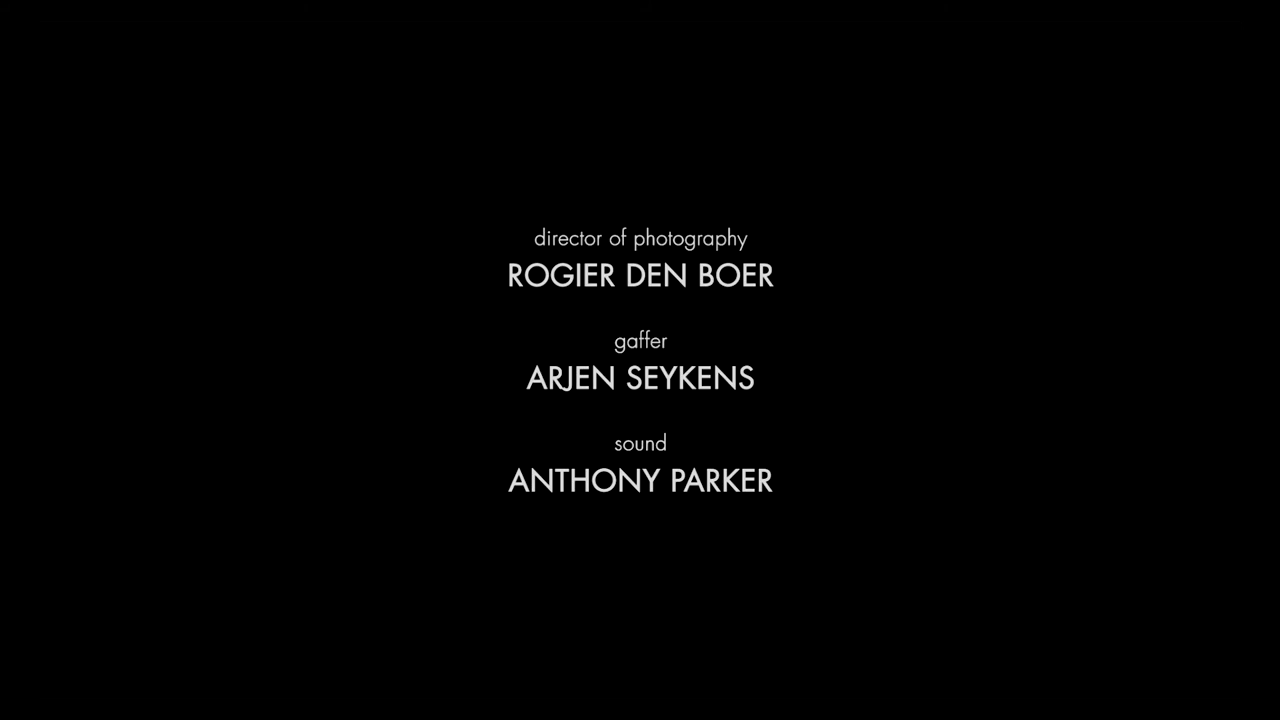 director of photography
ROGIER DEN BOER
gaffer
ARJEN SEYKENS
sound
ANTHONY PARKER